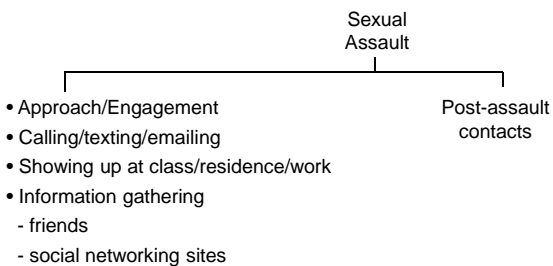 Sexual
Assault
• Approach/Engagement
• Calling/texting/emailing
• Showing up at class/residence/work
• Information gathering
- friends
- social networking sites
Post-assault
contacts